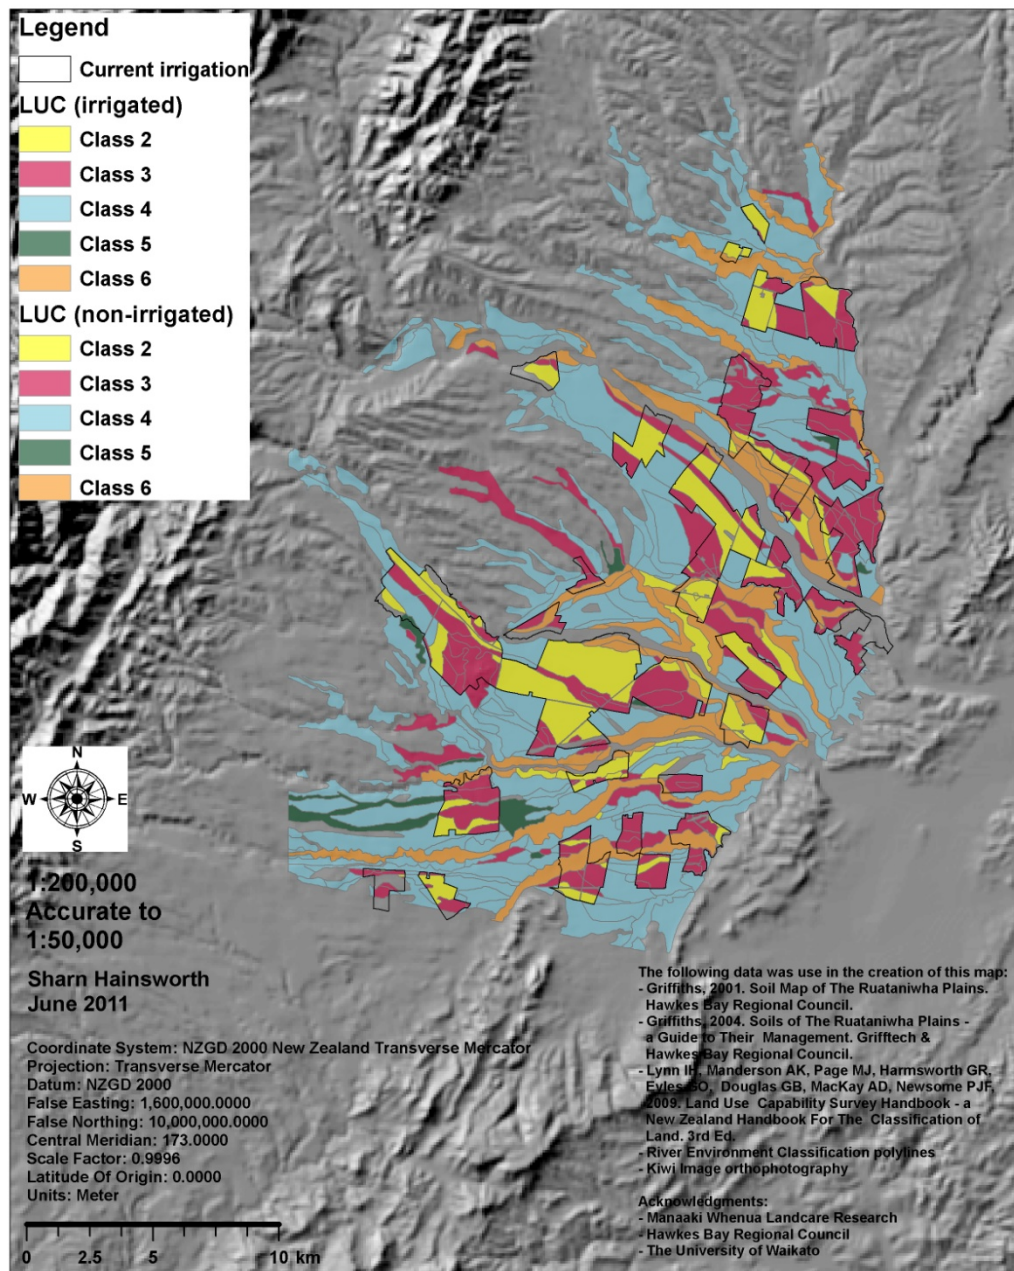 Legend
Current irrigation
LUC (irrigated)
Class 2
Class 3
Class 4
Class 5
Class 6
LUC (non-irrigated)
Class 2
Class 3
Class 4
Class 5
Class 6
N
W E
S
1:200,000
Accurate to
1:50,000
Sharn Hainsworth
June 2011
Coordinate System: NZGD 2000 New Zealand Transverse Mercator
Projection: Transverse Mercator
Datum: NZGD 2000
False Easting: 1,600,000.0000
False Northing: 10,000,000.0000
Central Meridian: 173.0000
Scale Factor: 0.9996
Latitude Of Origin: 0.0000
Units: Meter
0 2.5 5 10 km
The following data was use in the creation of this map:
- Griffiths, 2001. Soil Map of The Ruataniwha Plains.
Hawkes Bay Regional Council.
- Griffiths, 2004. Soils of The Ruataniwha Plains -
a Guide to Their Management. Grifftech &
Hawkes Bay Regional Council.
- Lynn IH, Manderson AK, Page MJ, Harmsworth GR,
Eyles GO, Douglas GB, MacKay AD, Newsome PJF,
2009. Land Use Capability Survey Handbook - a
New Zealand Handbook For The Classification of
Land. 3rd Ed.
- River Environment Classification polylines
- Kiwi Image orthophotography
Acknowledgments:
- Manaaki Whenua Landcare Research
- Hawkes Bay Regional Council
- The University of Waikato